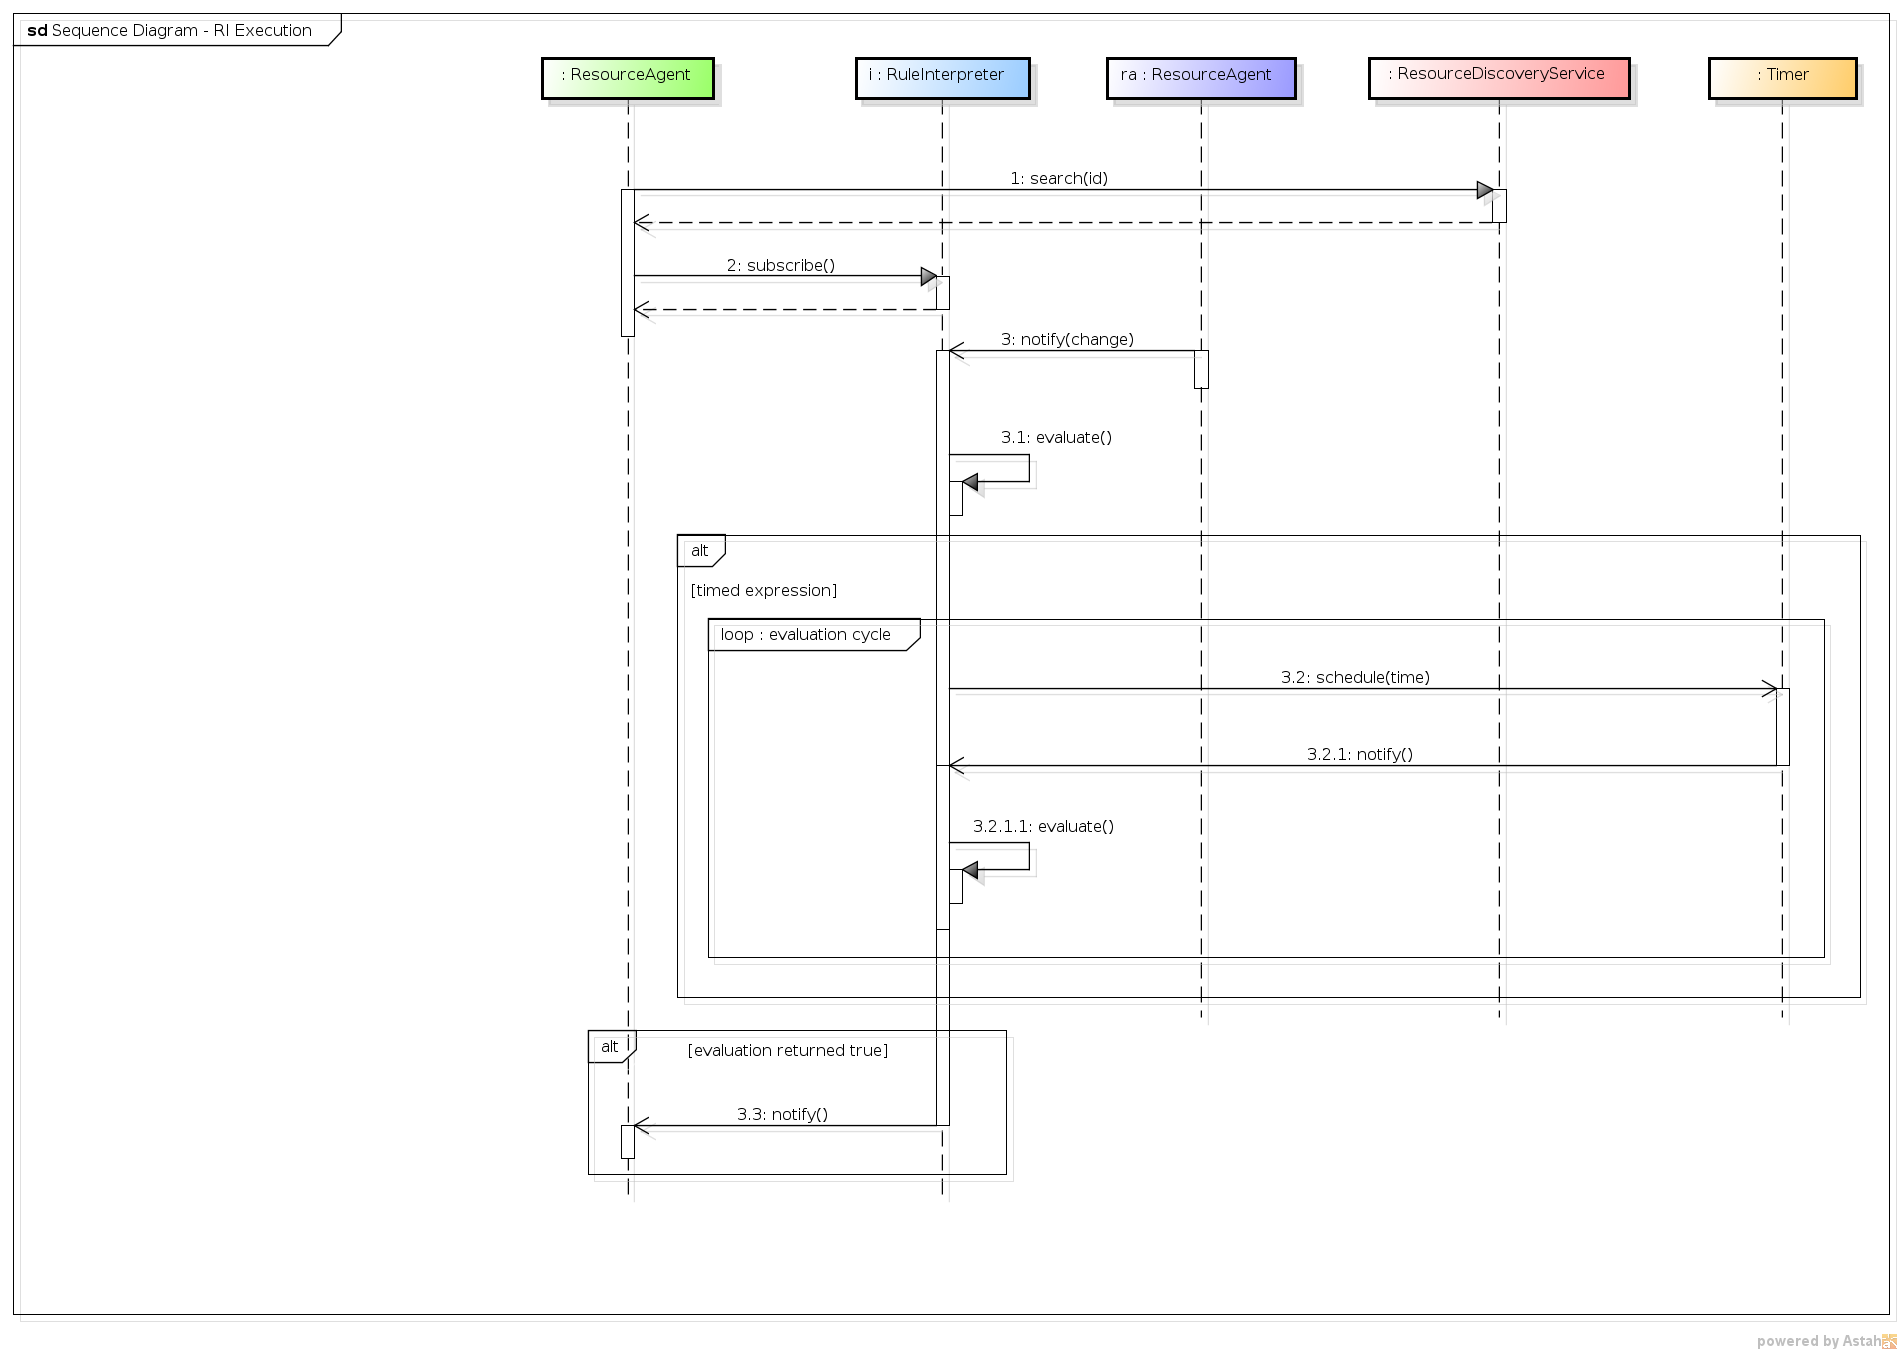 sd Sequence Diagram - RI Execution
: ResourceAgent
i : RuleInterpreter
ra : ResourceAgent
: ResourceDiscoveryService
: Timer
1: search(id)
2: subscribe()
3: notify(change)
3.1: evaluate()
alt
[timed expression]
loop : evaluation cycle
3.2: schedule(time)
3.2.1: notify()
3.2.1.1: evaluate()
alt
[evaluation returned true]
3.3: notify()
powered by Astah